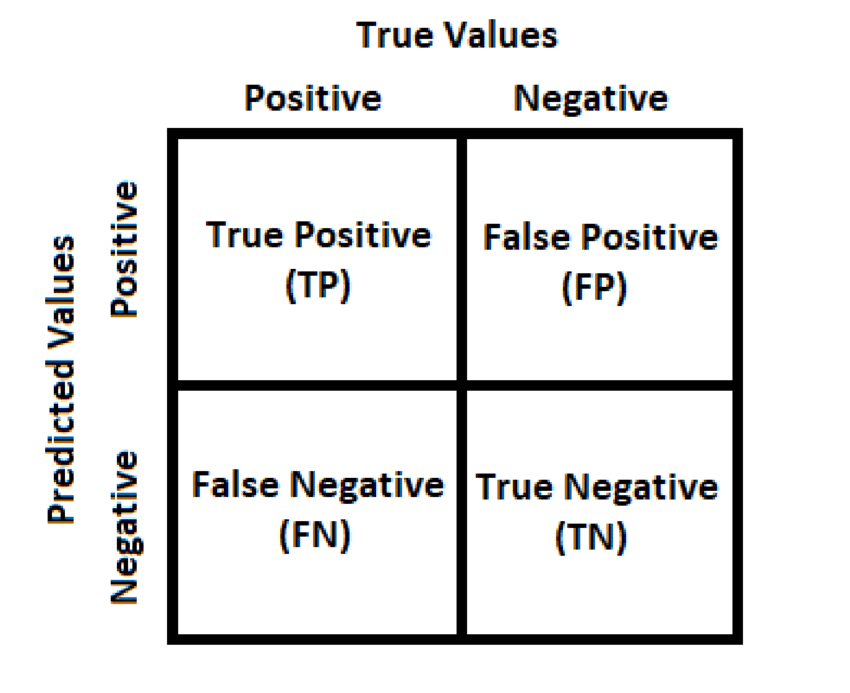 True Values
Positive Negative
Predicted Values
Positive
True Positive
(TP)
False Positive
(FP)
Negative
False Negative
(FN)
True Negative
(TN)